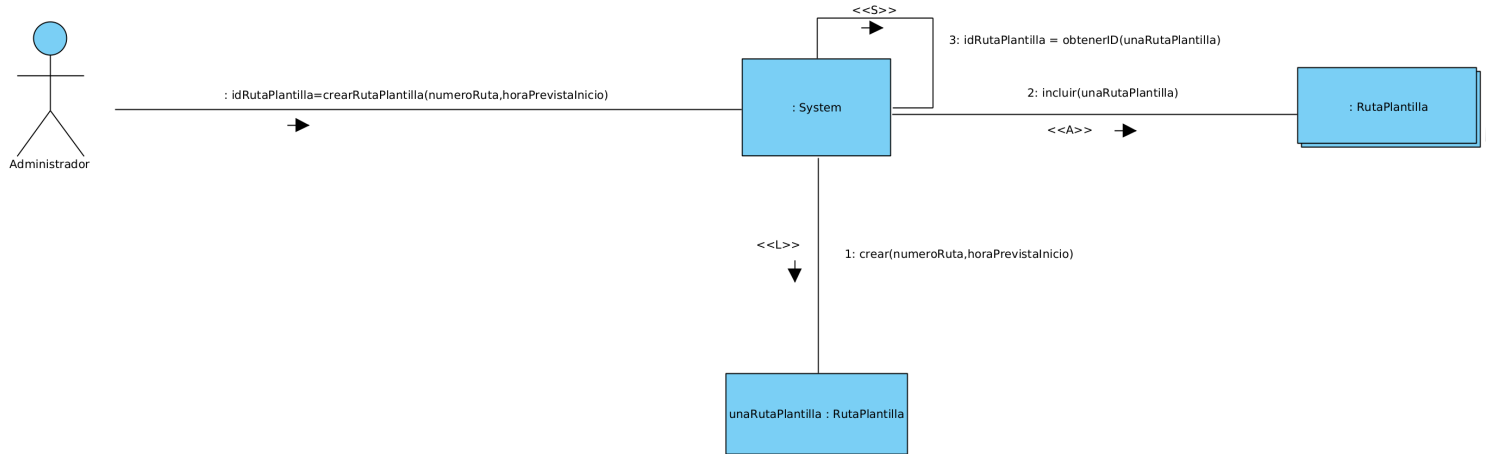 <<S>>
3: idRutaPlantilla = obtenerID(unaRutaPlantilla)
: idRutaPlantilla=crearRutaPlantilla(numeroRuta,horaPrevistaInicio)
2: incluir(unaRutaPlantilla)
: System
: RutaPlantilla
<<A>>
Administrador
<<L>>
1: crear(numeroRuta,horaPrevistaInicio)
unaRutaPlantilla : RutaPlantilla